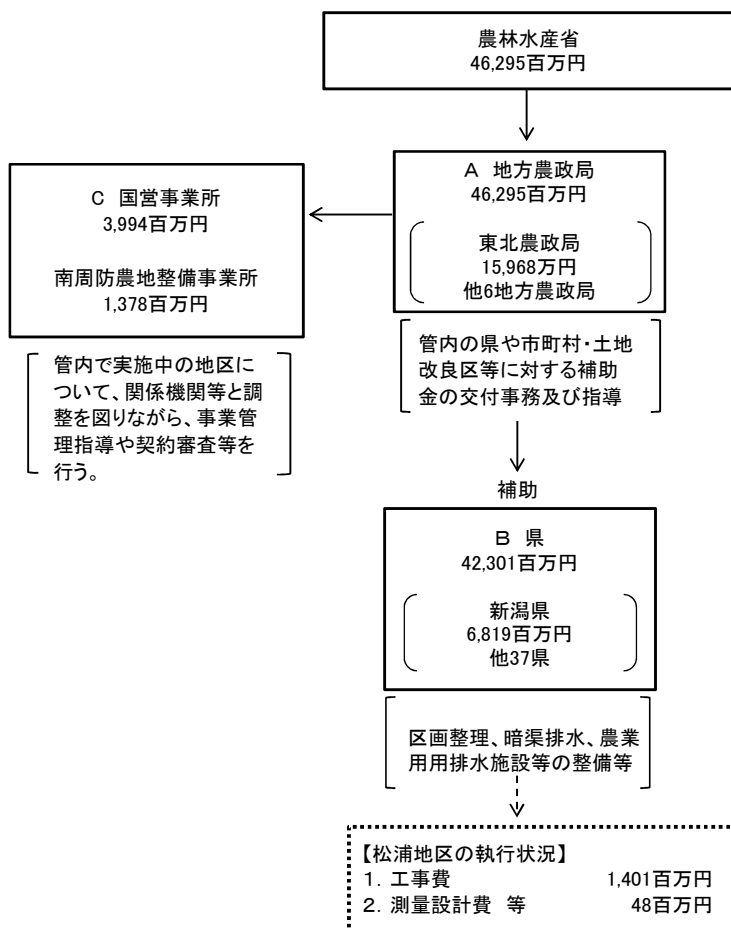 農林水産省
46,295百万円
A 地方農政局
46,295百万円
東北農政局
15,968万円
他6地方農政局
C 国営事業所
3,994百万円
南周防農地整備事業所
1,378百万円
管内で実施中の地区に
ついて、関係機関等と調
整を図りながら、事業管
理指導や契約審査等を
行う。
管内の県や市町村・土地
改良区等に対する補助
金の交付事務及び指導
補助
B 県
42,301百万円
新潟県
6,819百万円
他37県
区画整理、暗渠排水、農業
用用排水施設等の整備等
【松浦地区の執行状況】
1. 工事費 1,401百万円
2. 測量設計費 等 48百万円